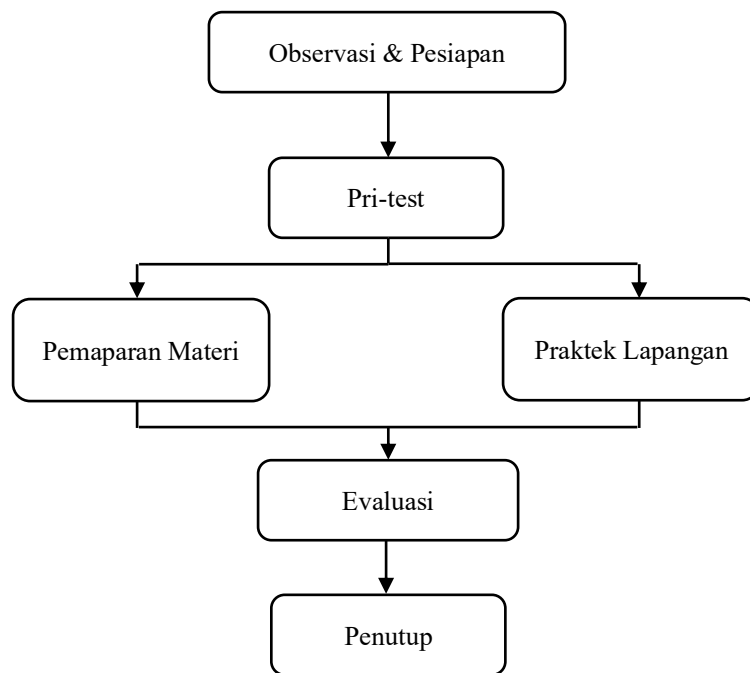 Observasi & Pesiapan
Pri-test
Pemaparan Materi
Praktek Lapangan
Evaluasi
Penutup